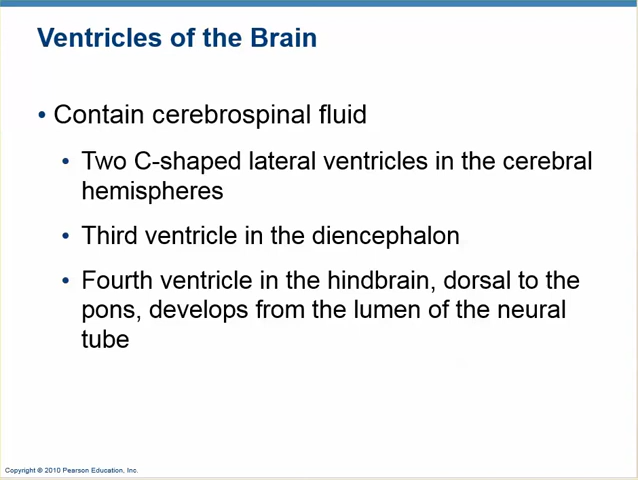 Ventricles of the Brain
• Contain cerebrospinal fluid
• Two C-shaped lateral ventricles in the cerebral
hemispheres
• Third ventricle in the diencephalon
• Fourth ventricle in the hindbrain, dorsal to the
pons, develops from the lumen of the neural
tube
Copyright © 2010 Pearson Education, Inc.